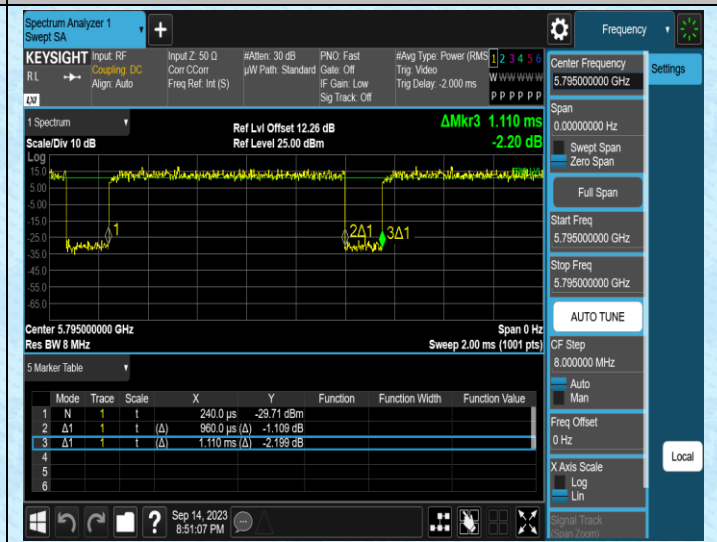 Spectrum Analyzer 1
Swept SA
+
Frequency
KEYSIGHT
RL
LXI
Input: RF
Coupling: DC
Align: Auto
Input Z: 50 Ω
Corr CCorr
Freq Ref: Int (S)
#Atten: 30 dB
µW Path: Standard
PNO: Fast
Gate: Off
IF Gain: Low
Sig Track: Off
#Avg Type: Power (RMS
Trig: Video
Trig Delay: -2.000 ms
1 2 3 4 5 6
W W W W W W
P P P P P P
1 Spectrum
Scale/Div 10 dB
Ref Lvl Offset 12.26 dB
Ref Level 25.00 dBm
ΔMkr3 1.110 ms
-2.20 dB
Log
15.0
5.00
-5.00
-15.0
-25.0
-35.0
-45.0
-55.0
-65.0
1
2Δ1
3Δ1
Center 5.795000000 GHz
Span 0 Hz
Res BW 8 MHz
Sweep 2.00 ms (1001 pts)
5 Marker Table
Mode Trace Scale X Y Function Function Width Function Value
1 N 1 t 240.0 µs -29.71 dBm
2 Δ1 1 t (Δ) 960.0 µs (Δ) -1.109 dB
3 Δ1 1 t (Δ) 1.110 ms (Δ) -2.199 dB
4
5
6
?
Sep 14, 2023
8:51:07 PM
Center Frequency
5.795000000 GHz
Span
0.00000000 Hz
Swept Span
Zero Span
Full Span
Start Freq
5.795000000 GHz
Stop Freq
5.795000000 GHz
AUTO TUNE
CF Step
8.000000 MHz
Auto
Man
Freq Offset
0 Hz
X Axis Scale
Log
Lin
Signal Track
(Span Zoom)
Settings
Local